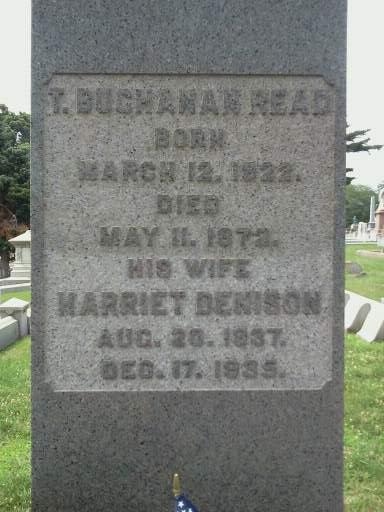 T. BUCHANAN READ
BORN
MARCH 12. 1822.
DIED
MAY 11. 1872
HIS WIFE
HARRIET DENISON
AUG. 26. 1837.
DEC. 17. 1935.